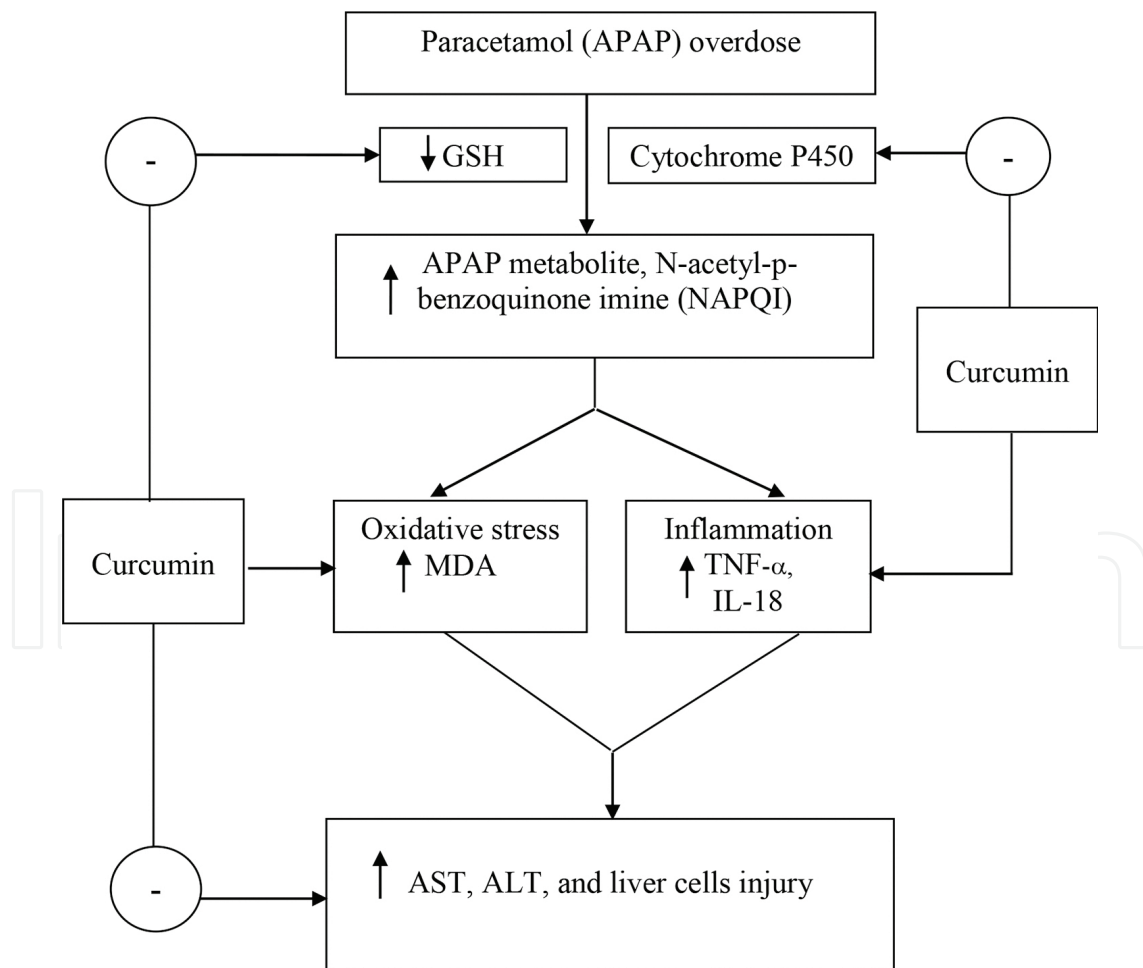 Paracetamol (APAP) overdose
-
↓ GSH
Cytochrome P450
-
↑ APAP metabolite, N-acetyl-p-
benzoquinone imine (NAPQI)
Curcumin
Curcumin
Oxidative stress
↑ MDA
Inflammation
↑ TNF-α,
IL-18
-
↑ AST, ALT, and liver cells injury